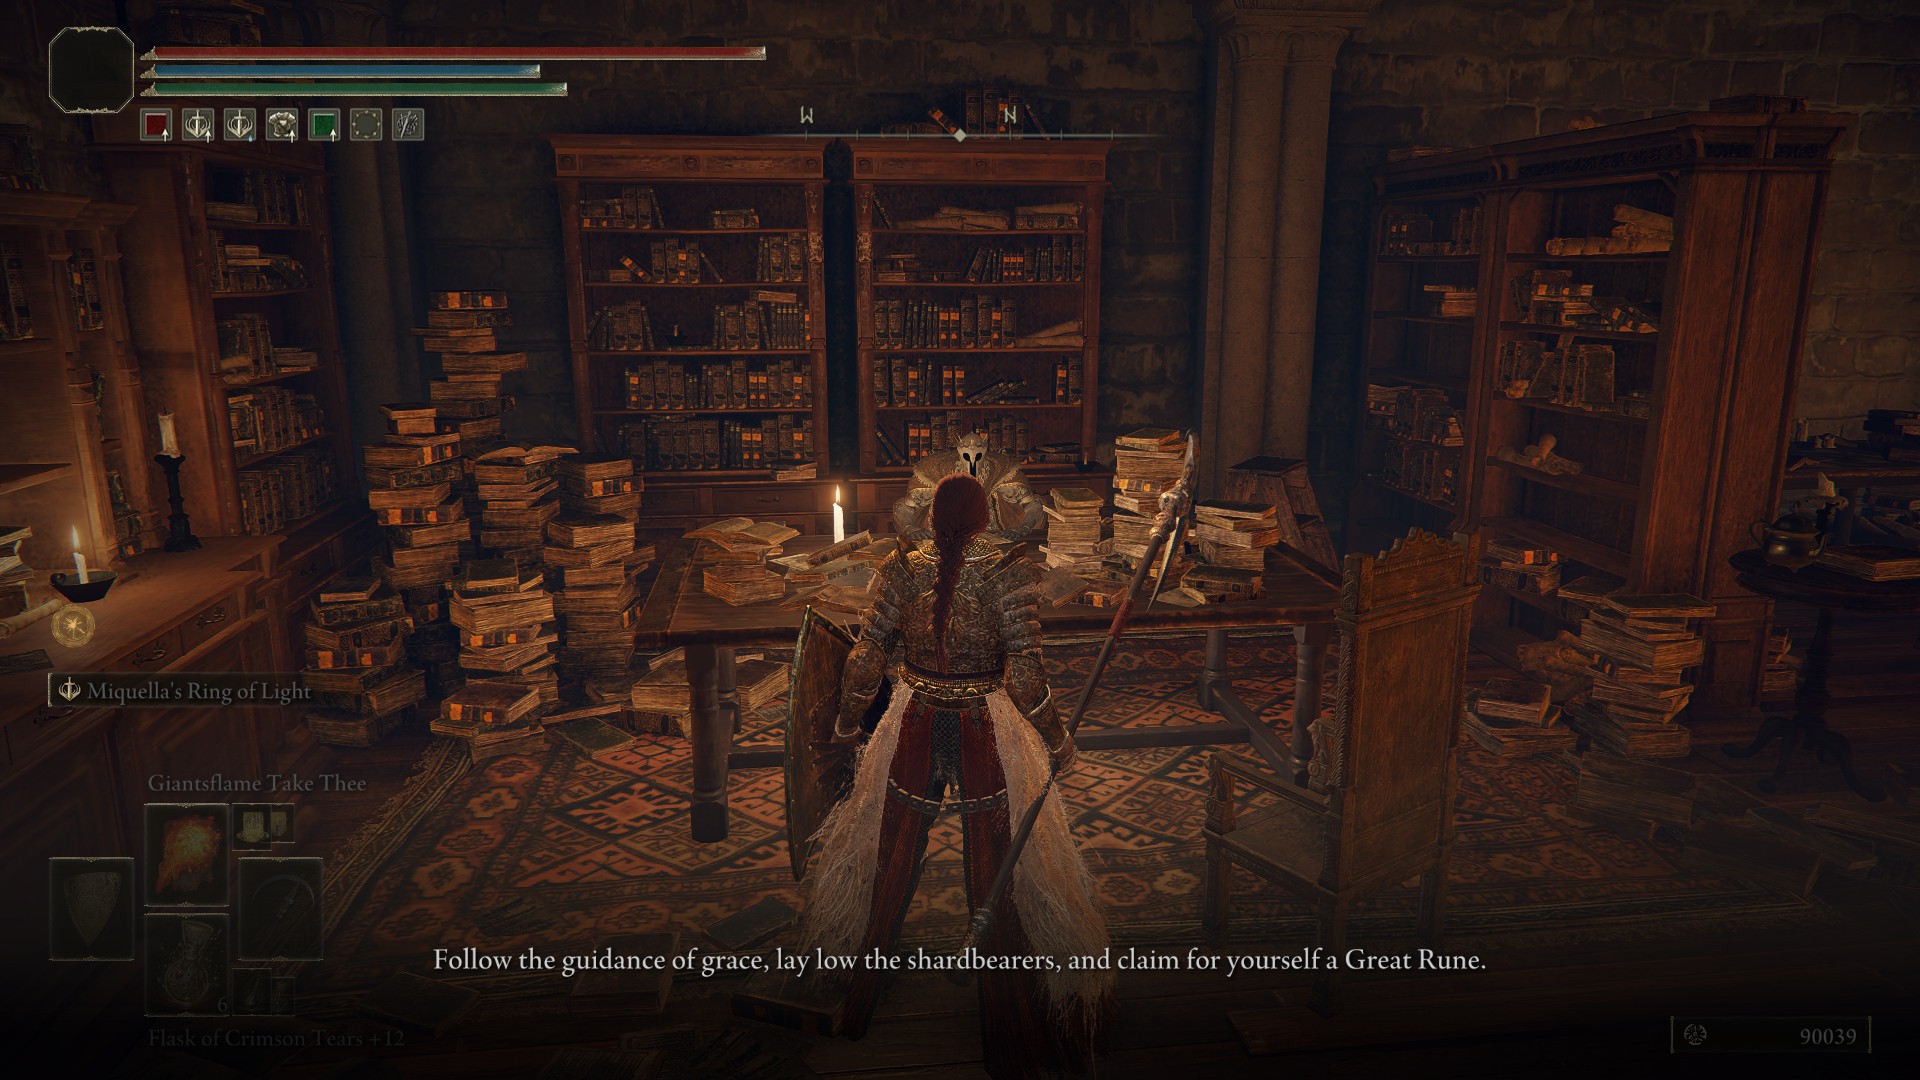 W
N
Miquella's Ring of Light
Giantsflame Take Thee
Follow the guidance of grace, lay low the shardbearers, and claim for yourself a Great Rune.
6
Flask of Crimson Tears +12
90039